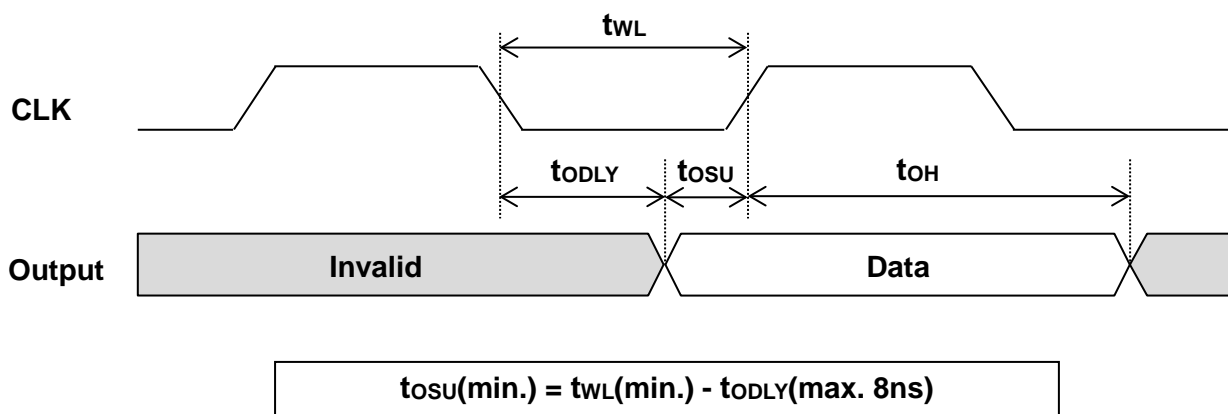 tWL
CLK
tODLY tOSU tOH
Output Invalid Data
tOSU(min.) = tWL(min.) - tODLY(max. 8ns)